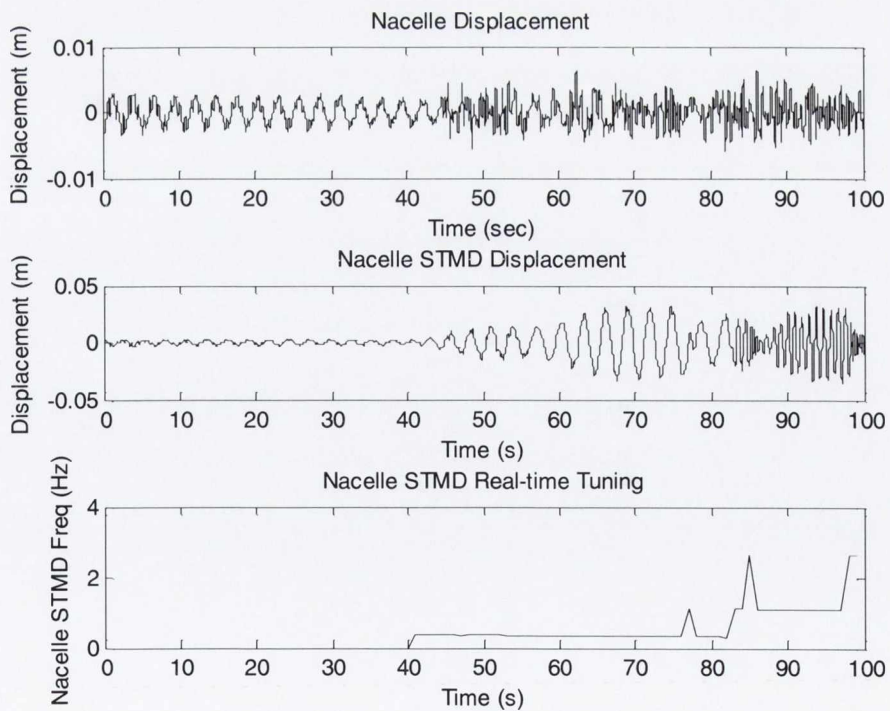 Nacelle Displacement
Displacement (m)
0.01
0
-0.01
0 10 20 30 40 50 60 70 80 90 100
Time (sec)
Nacelle STMD Displacement
Displacement (m)
0.05
0
-0.05
0 10 20 30 40 50 60 70 80 90 100
Time (s)
Nacelle STMD Real-time Tuning
Nacelle STMD Freq (Hz)
4
2
0
0 10 20 30 40 50 60 70 80 90 100
Time (s)